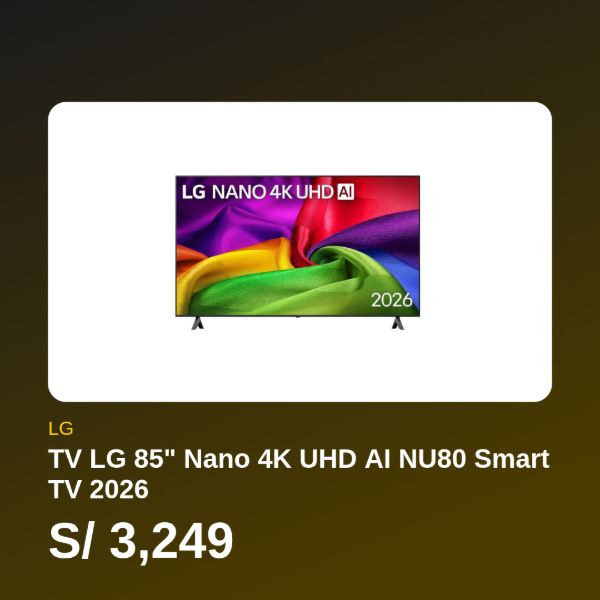 LG NANO 4K UHD AI
2026
LG
TV LG 85" Nano 4K UHD AI NU80 Smart
TV 2026
S/ 3,249